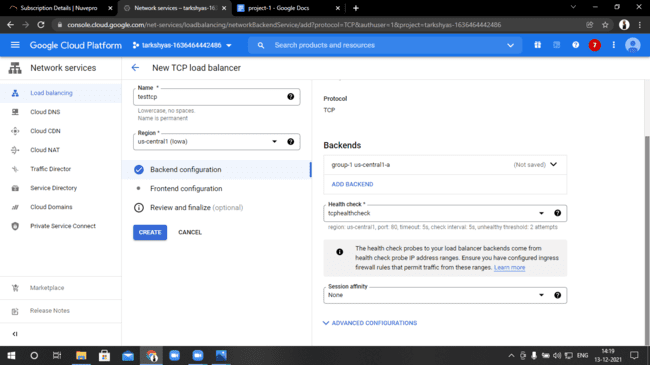 Subscription Details | Nuvepro
Network services – tarkohyas-16
project-1 - Google Docs
console.cloud.google.com/net-services/loadbalancing/networkBackendService/add?protocol=TCP&authuser=1&project=tarkshyas-1636464442486
Google Cloud Platform
tarkshyas-1636464442486
Search products and resources
7
Network services
New TCP load balancer
Load balancing
Cloud DNS
Cloud CDN
Cloud NAT
Traffic Director
Service Directory
Cloud Domains
Private Service Connect
Marketplace
Release Notes
Name *
testtcp
Lowercase, no spaces.
Name is permanent
Region *
us-central1 (Iowa)
Backend configuration
Frontend configuration
Review and finalize (optional)
CREATE
CANCEL
Protocol
TCP
Backends
group-1 us-central1-a
(Not saved)
ADD BACKEND
Health check *
tcphealthcheck
region: us-central1, port: 80, timeout: 5s, check interval: 5s, unhealthy threshold: 2 attempts
The health check probes to your load balancer backends come from
health check probe IP address ranges. Ensure you have configured ingress
firewall rules that permit traffic from these ranges. Learn more
Session affinity
None
ADVANCED CONFIGURATIONS
ENG
14:19
13-12-2021